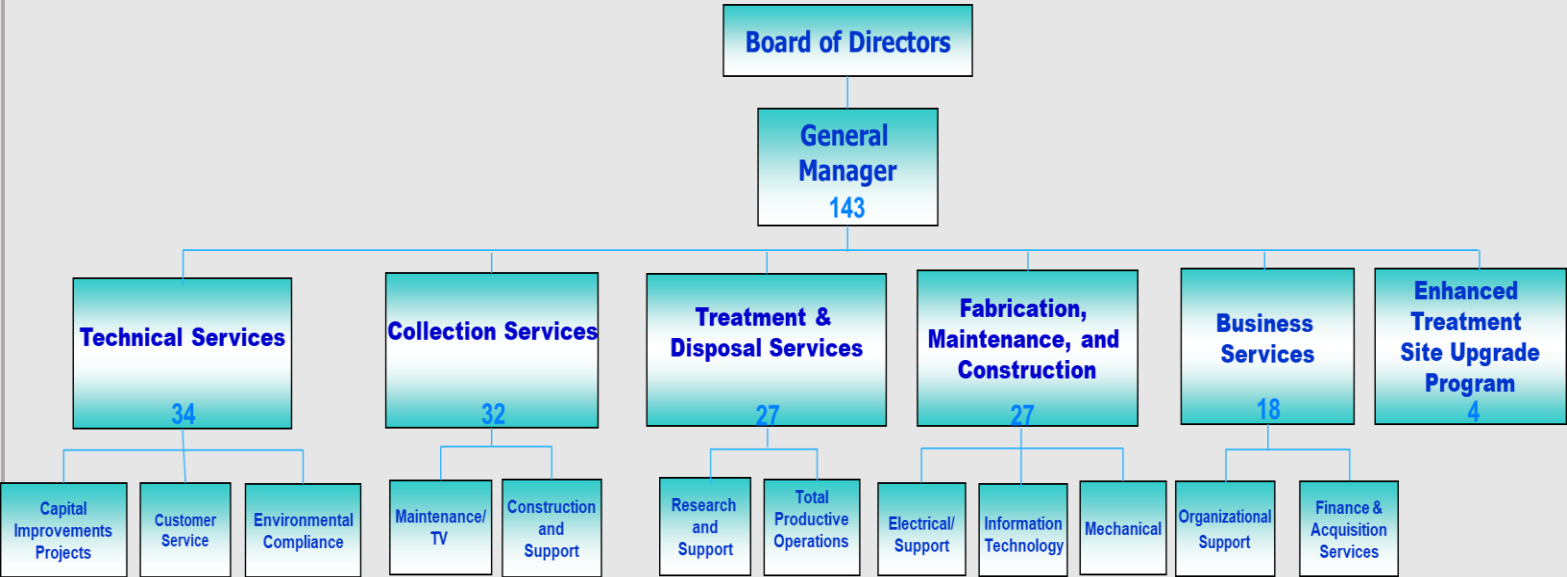 Board of Directors
General
Manager
143
Technical Services
34
Collection Services
32
Treatment &
Disposal Services
27
Fabrication,
Maintenance, and
Construction
27
Business
Services
18
Enhanced
Treatment
Site Upgrade
Program
4
Capital
Improvements
Projects
Customer
Service
Environmental
Compliance
Maintenance/
TV
Construction
and
Support
Research
and
Support
Total
Productive
Operations
Electrical/
Support
Information
Technology
Mechanical
Organizational
Support
Finance &
Acquisition
Services